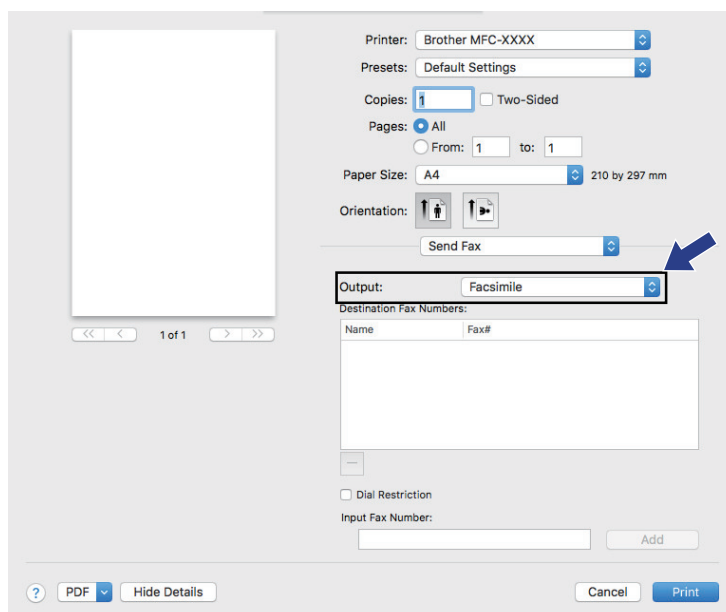 Printer: Brother MFC-XXXX
Presets: Default Settings
Copies: 1 Two-Sided
Pages: All
From: 1 to: 1
Paper Size: A4 210 by 297 mm
Orientation:
Send Fax
Output: Facsimile
Destination Fax Numbers:
Name Fax#
<< < 1 of 1 > >>
Dial Restriction
Input Fax Number:
Add
? PDF Hide Details Cancel Print